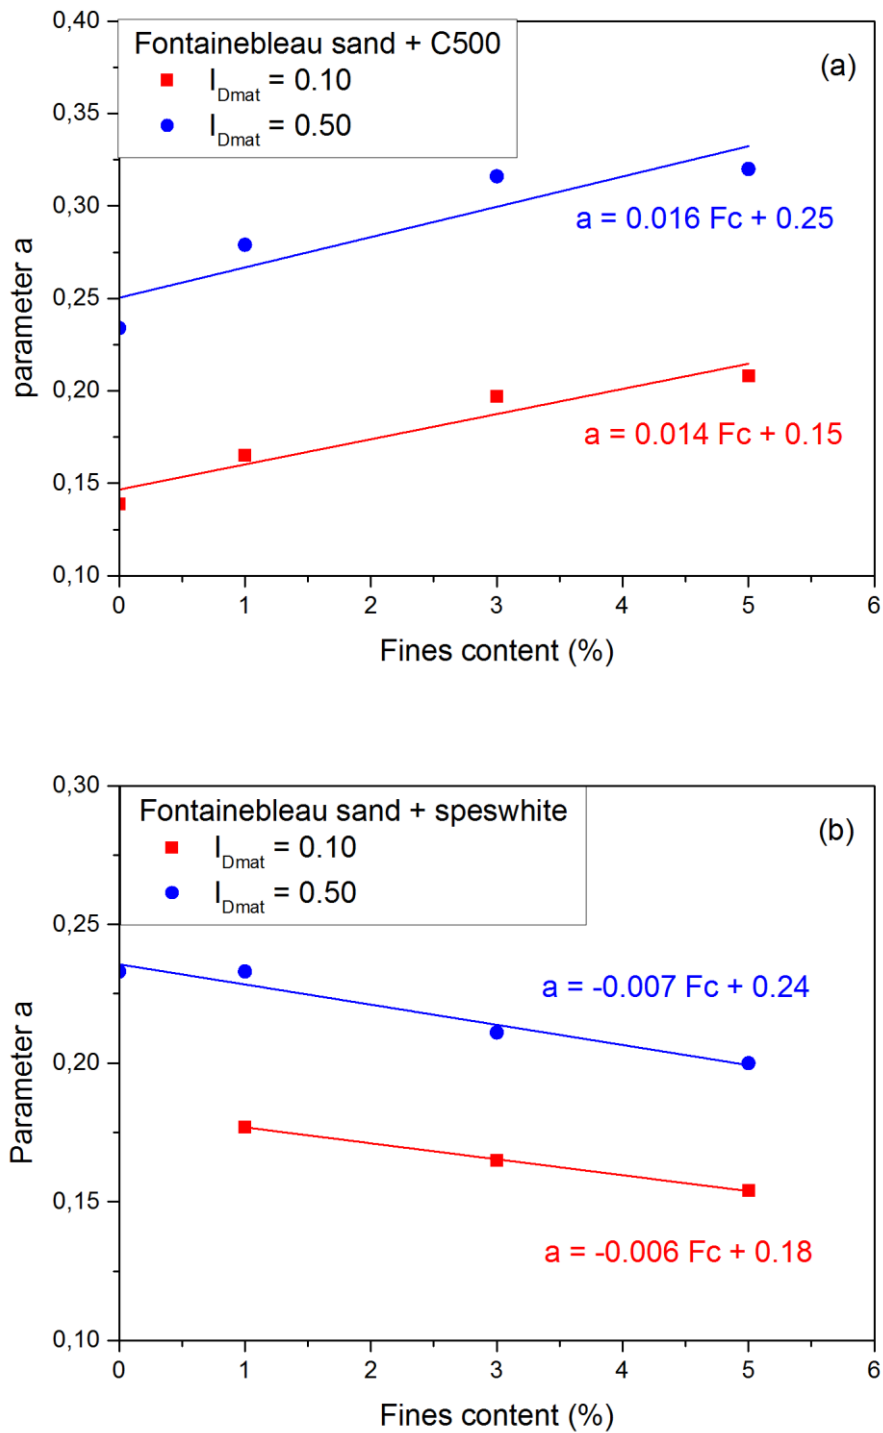 0,40
Fontainebleau sand + C500
(a)
I_Dmat = 0.10
0,35
I_Dmat = 0.50
0,30
a = 0.016 Fc + 0.25
parameter a
0,25
0,20
a = 0.014 Fc + 0.15
0,15
0,10
0 1 2 3 4 5 6
Fines content (%)
0,30
Fontainebleau sand + speswhite
(b)
I_Dmat = 0.10
I_Dmat = 0.50
0,25
a = -0.007 Fc + 0.24
Parameter a
0,20
0,15
a = -0.006 Fc + 0.18
0,10
0 1 2 3 4 5 6
Fines content (%)